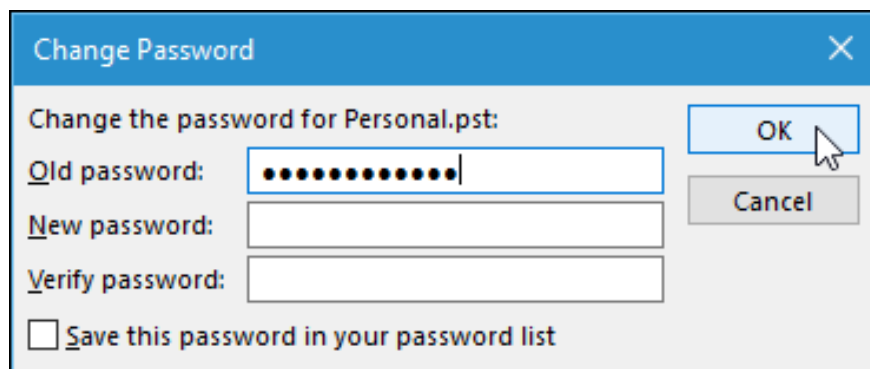 Change Password
Change the password for Personal.pst:
OK
Old password: ●●●●●●●●●●●●
Cancel
New password:
Verify password:
Save this password in your password list